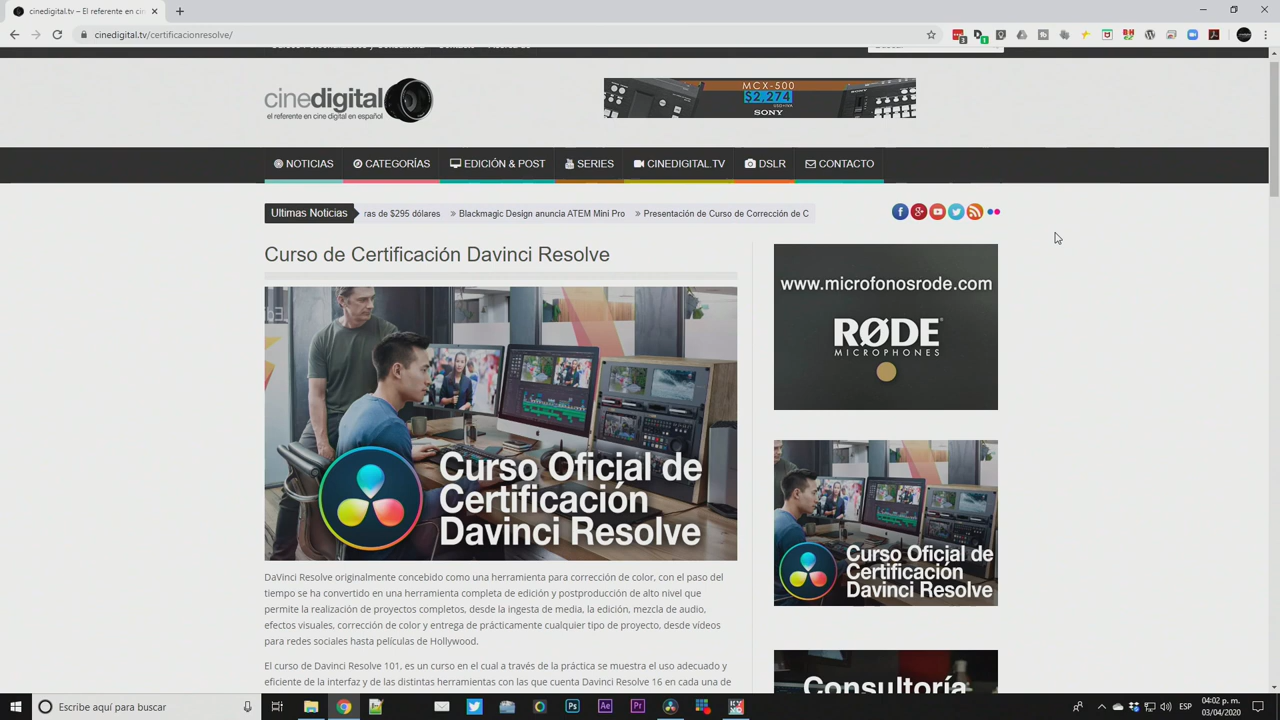 cinedigital.tv – El referente en cin
cinedigital.tv/certificacionresolve/
cinedigital
el referente en cine digital en español
MCX-500
$2,274
USD+IVA
SONY
NOTICIAS
CATEGORÍAS
EDICIÓN & POST
SERIES
CINEDIGITAL.TV
DSLR
CONTACTO
Ultimas Noticias
ras de $295 dólares » Blackmagic Design anuncia ATEM Mini Pro » Presentación de Curso de Corrección de C
Curso de Certificación Davinci Resolve
www.microfonosrode.com
RØDE
MICROPHONES
Curso Oficial de
Certificación
Davinci Resolve
Curso Oficial de
Certificación
Davinci Resolve
DaVinci Resolve originalmente concebido como una herramienta para corrección de color, con el paso del
tiempo se ha convertido en una herramienta completa de edición y postproducción de alto nivel que
permite la realización de proyectos completos, desde la ingesta de media, la edición, mezcla de audio,
efectos visuales, corrección de color y entrega de prácticamente cualquier tipo de proyecto, desde vídeos
para redes sociales hasta películas de Hollywood.
El curso de Davinci Resolve 101, es un curso en el cual a través de la práctica se muestra el uso adecuado y
eficiente de la interfaz y de las distintas herramientas con las que cuenta Davinci Resolve 16 en cada una de
Consultoría
Escribe aquí para buscar
Ps
Ae
Pr
ESP
04:02 p. m.
03/04/2020